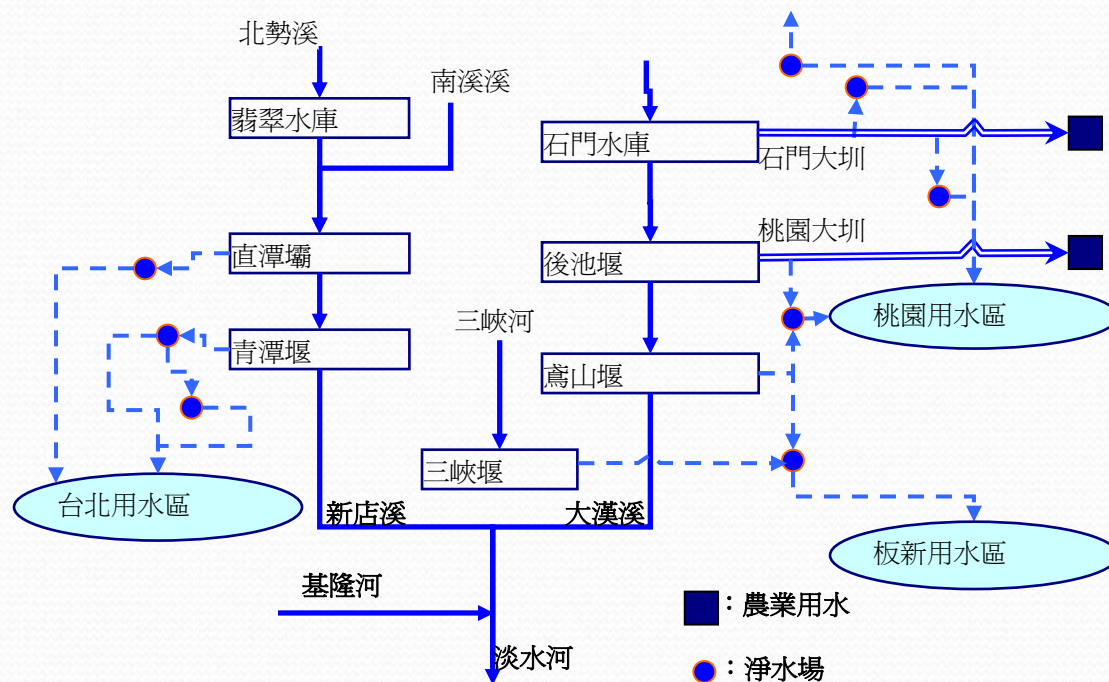 北勢溪
南溪溪
翡翠水庫
石門水庫
石門大圳
桃園大圳
直潭壩
後池堰
三峽河
桃園用水區
青潭堰
鳶山堰
三峽堰
台北用水區
新店溪
大漢溪
板新用水區
基隆河
：農業用水
淡水河
：淨水場